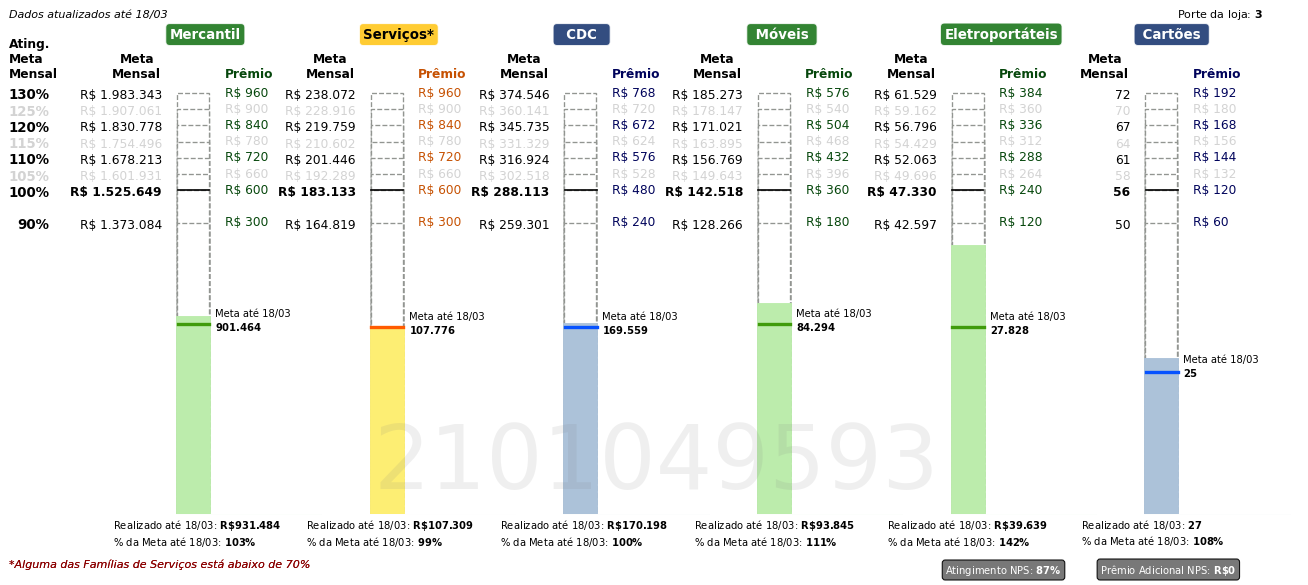 Dados atualizados até 18/03
Porte da loja: 3
Mercantil Serviços* CDC Móveis Eletroportáteis Cartões
Ating.
Meta Meta Meta Meta Meta Meta Meta
Mensal Mensal Prêmio Mensal Prêmio Mensal Prêmio Mensal Prêmio Mensal Prêmio Mensal Prêmio
130% R$ 1.983.343 R$ 960 R$ 238.072 R$ 960 R$ 374.546 R$ 768 R$ 185.273 R$ 576 R$ 61.529 R$ 384 72 R$ 192
125% R$ 1.907.061 R$ 900 R$ 228.916 R$ 900 R$ 360.141 R$ 720 R$ 178.147 R$ 540 R$ 59.162 R$ 360 70 R$ 180
120% R$ 1.830.778 R$ 840 R$ 219.759 R$ 840 R$ 345.735 R$ 672 R$ 171.021 R$ 504 R$ 56.796 R$ 336 67 R$ 168
115% R$ 1.754.496 R$ 780 R$ 210.602 R$ 780 R$ 331.329 R$ 624 R$ 163.895 R$ 468 R$ 54.429 R$ 312 64 R$ 156
110% R$ 1.678.213 R$ 720 R$ 201.446 R$ 720 R$ 316.924 R$ 576 R$ 156.769 R$ 432 R$ 52.063 R$ 288 61 R$ 144
105% R$ 1.601.931 R$ 660 R$ 192.289 R$ 660 R$ 302.518 R$ 528 R$ 149.643 R$ 396 R$ 49.696 R$ 264 58 R$ 132
100% R$ 1.525.649 R$ 600 R$ 183.133 R$ 600 R$ 288.113 R$ 480 R$ 142.518 R$ 360 R$ 47.330 R$ 240 56 R$ 120
90% R$ 1.373.084 R$ 300 R$ 164.819 R$ 300 R$ 259.301 R$ 240 R$ 128.266 R$ 180 R$ 42.597 R$ 120 50 R$ 60
Meta até 18/03 Meta até 18/03 Meta até 18/03 Meta até 18/03 Meta até 18/03
901.464 107.776 169.559 84.294 27.828
Meta até 18/03
25
2101049593
Realizado até 18/03: R$931.484 Realizado até 18/03: R$107.309 Realizado até 18/03: R$170.198 Realizado até 18/03: R$93.845 Realizado até 18/03: R$39.639 Realizado até 18/03: 27
% da Meta até 18/03: 103% % da Meta até 18/03: 99% % da Meta até 18/03: 100% % da Meta até 18/03: 111% % da Meta até 18/03: 142% % da Meta até 18/03: 108%
*Alguma das Famílias de Serviços está abaixo de 70%
Atingimento NPS: 87% Prêmio Adicional NPS: R$0